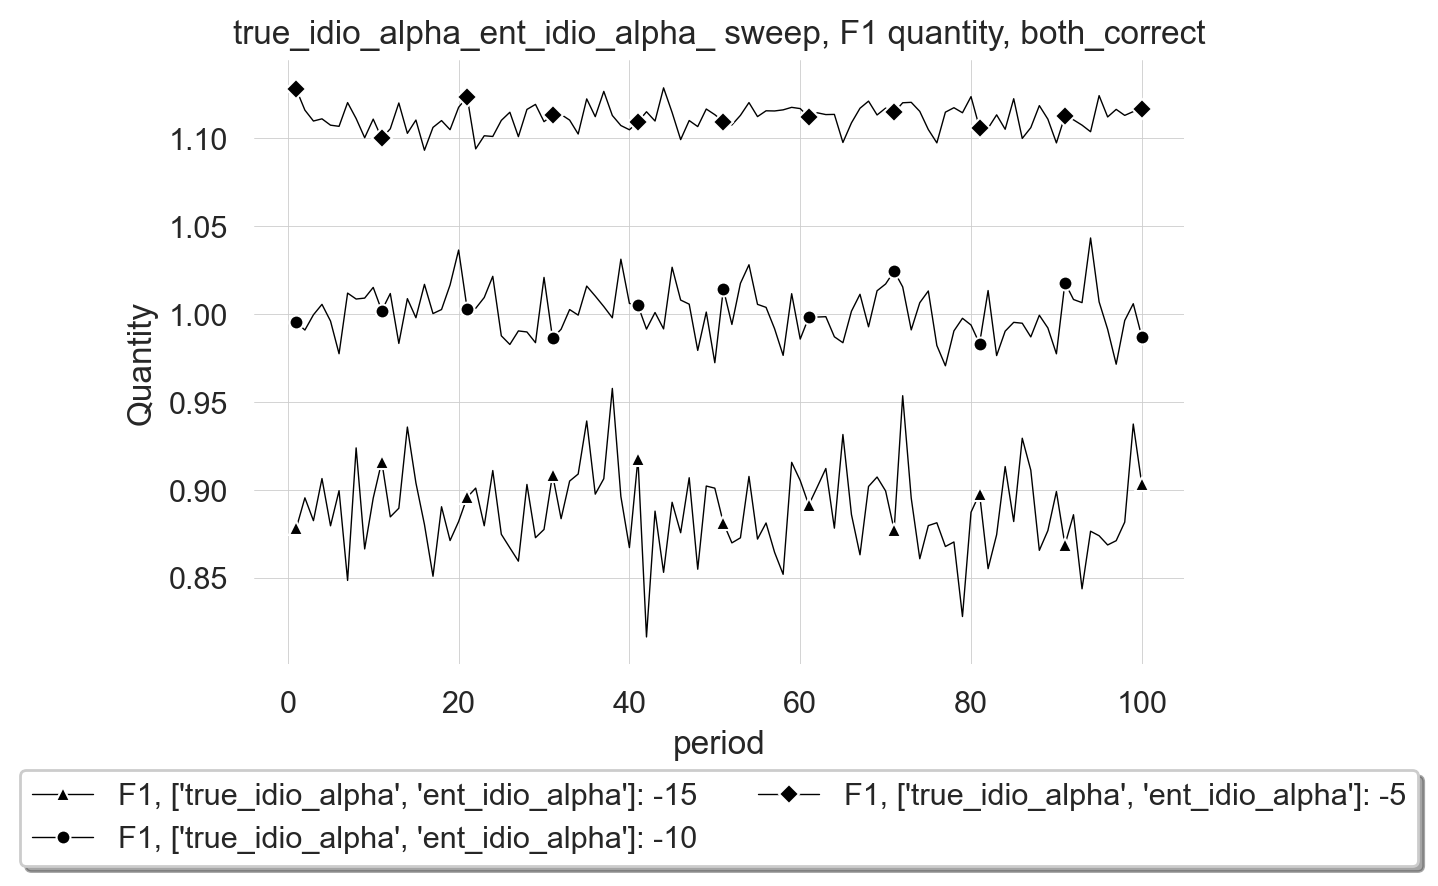 true_idio_alpha_ent_idio_alpha_ sweep, F1 quantity, both_correct
1.10
1.05
1.00
0.95
0.90
0.85
Quantity
0 20 40 60 80 100
period
F1, ['true_idio_alpha', 'ent_idio_alpha']: -15
F1, ['true_idio_alpha', 'ent_idio_alpha']: -10
F1, ['true_idio_alpha', 'ent_idio_alpha']: -5